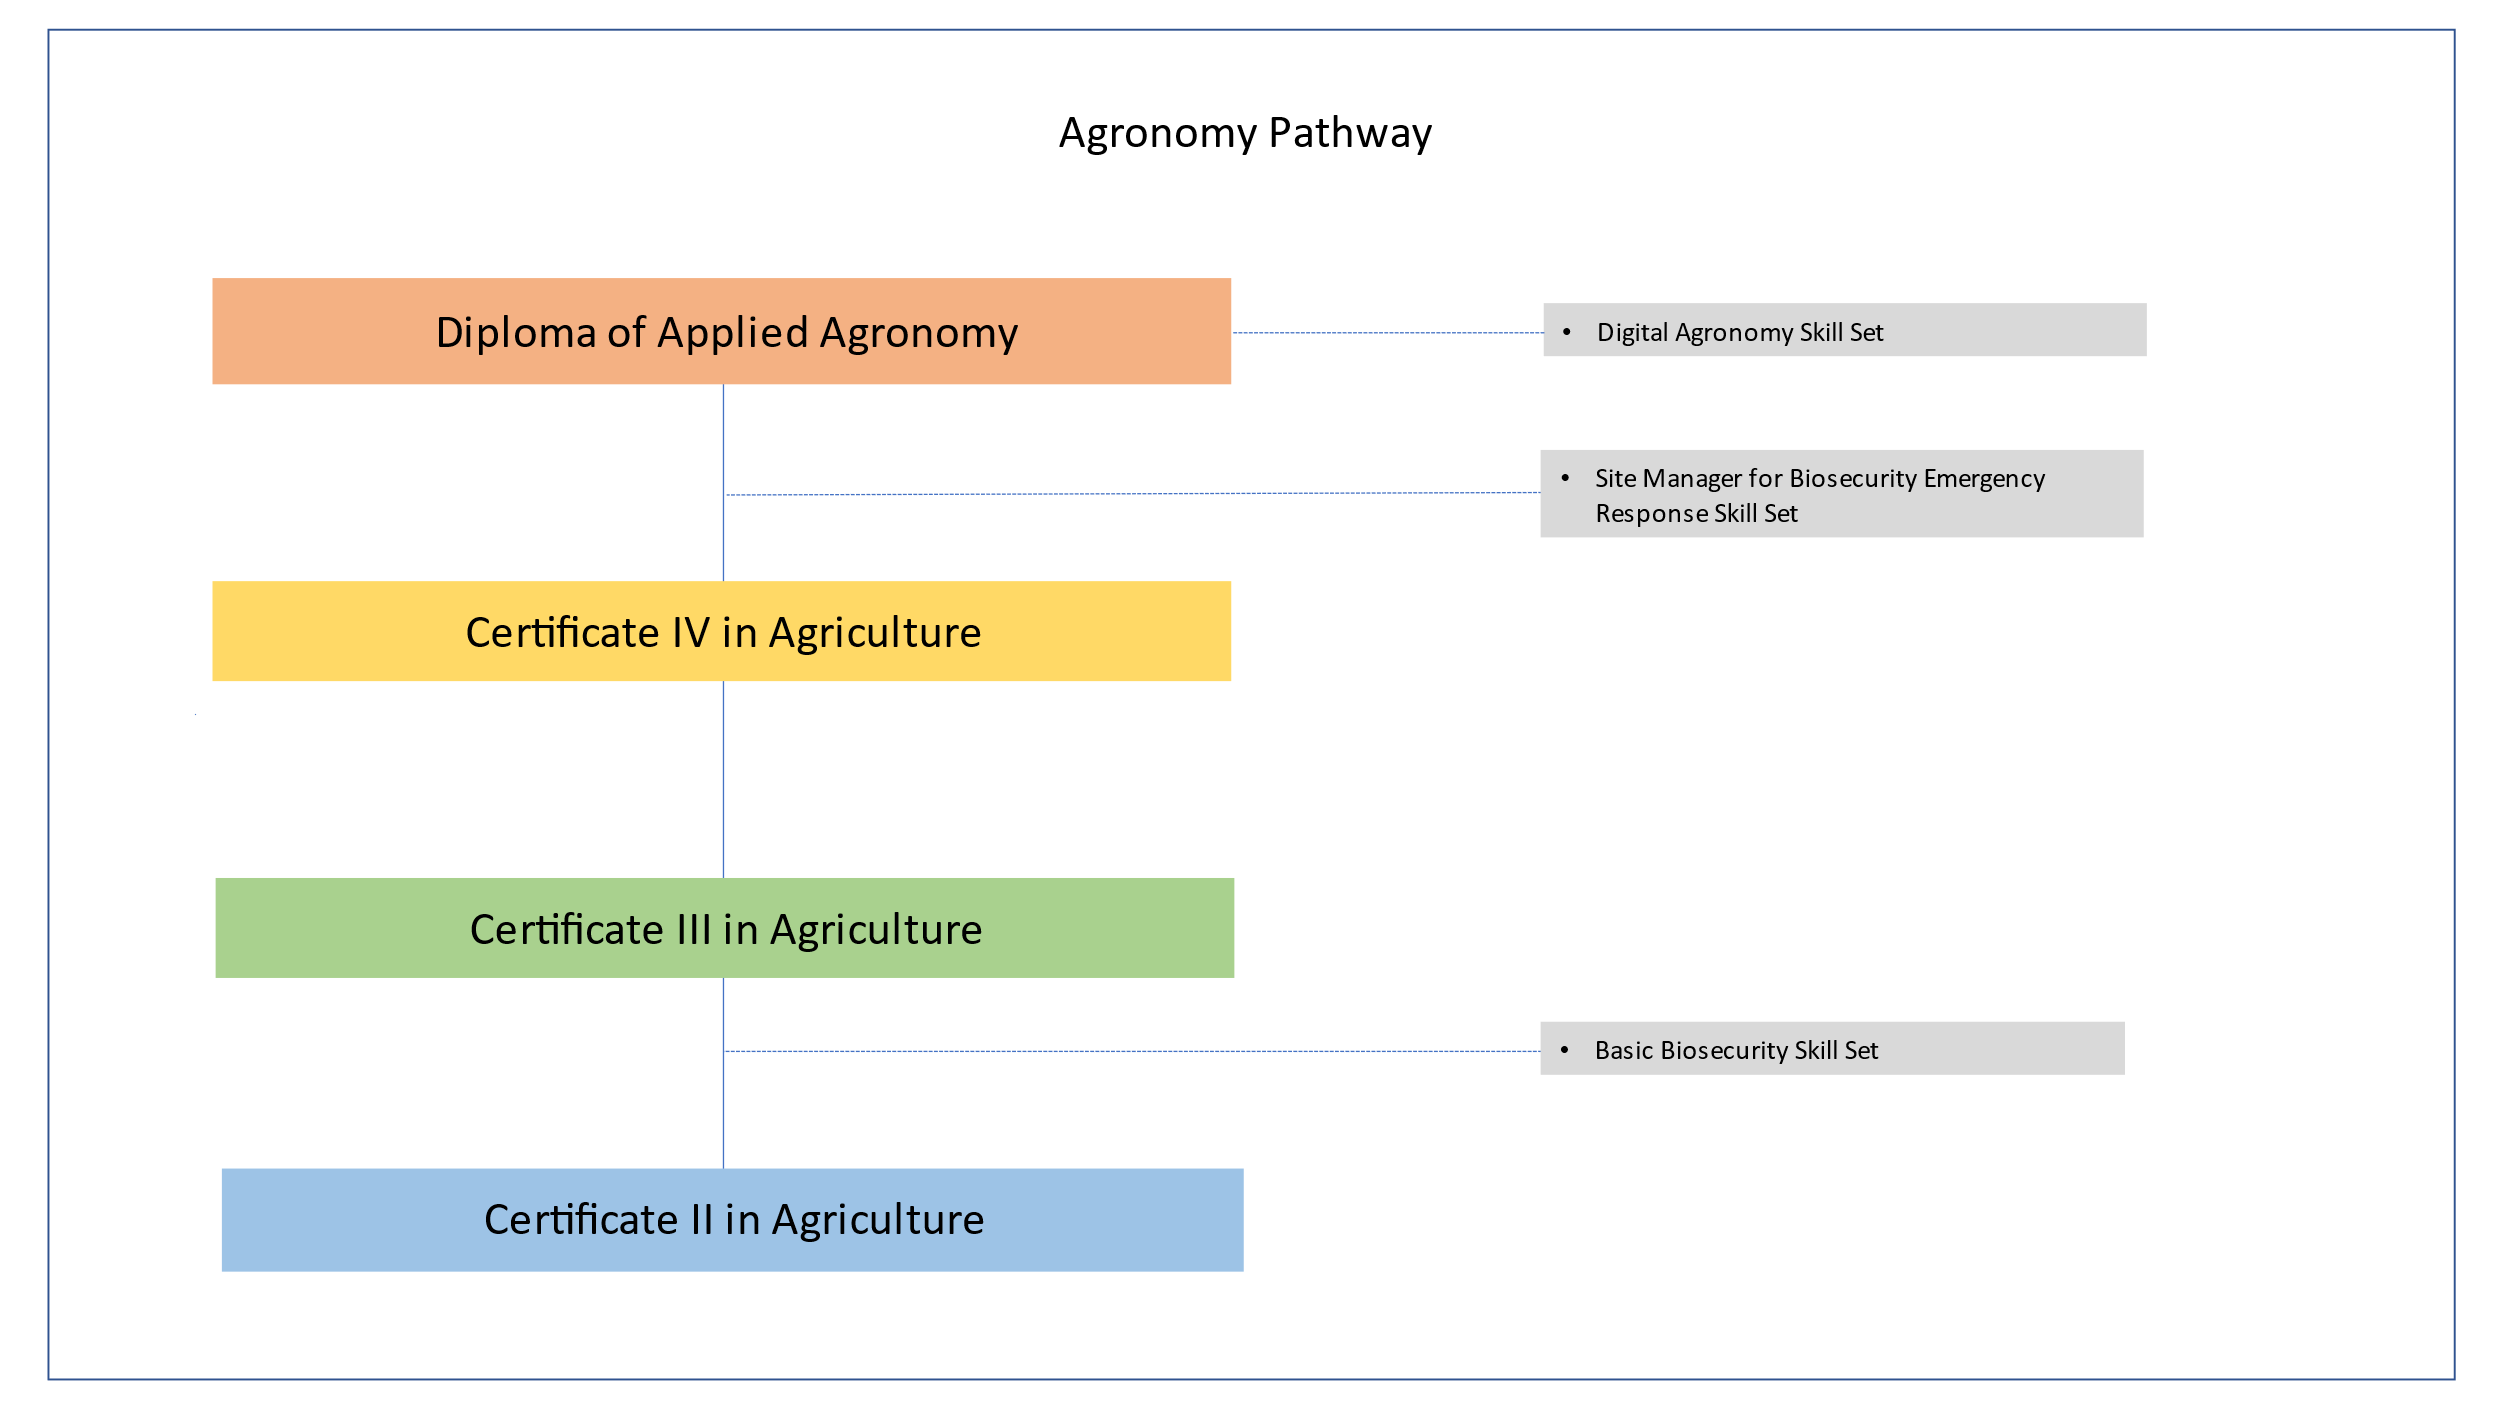 Agronomy Pathway
Diploma of Applied Agronomy
• Digital Agronomy Skill Set
• Site Manager for Biosecurity Emergency
Response Skill Set
Certificate IV in Agriculture
Certificate III in Agriculture
• Basic Biosecurity Skill Set
Certificate II in Agriculture